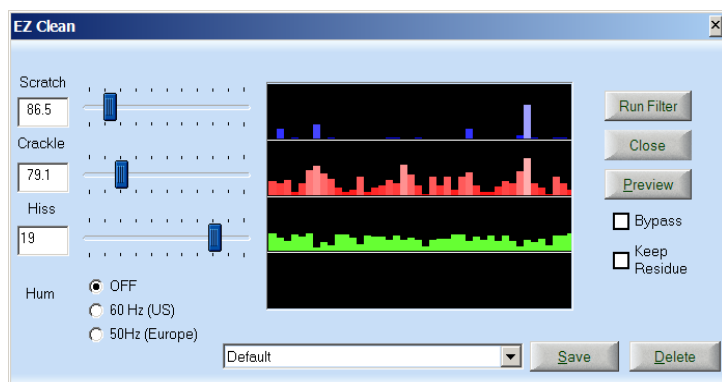 EZ Clean
Scratch
86.5
Crackle
79.1
Hiss
19
Hum
OFF
60 Hz (US)
50Hz (Europe)
Run Filter
Close
Preview
Bypass
Keep
Residue
Default
Save
Delete